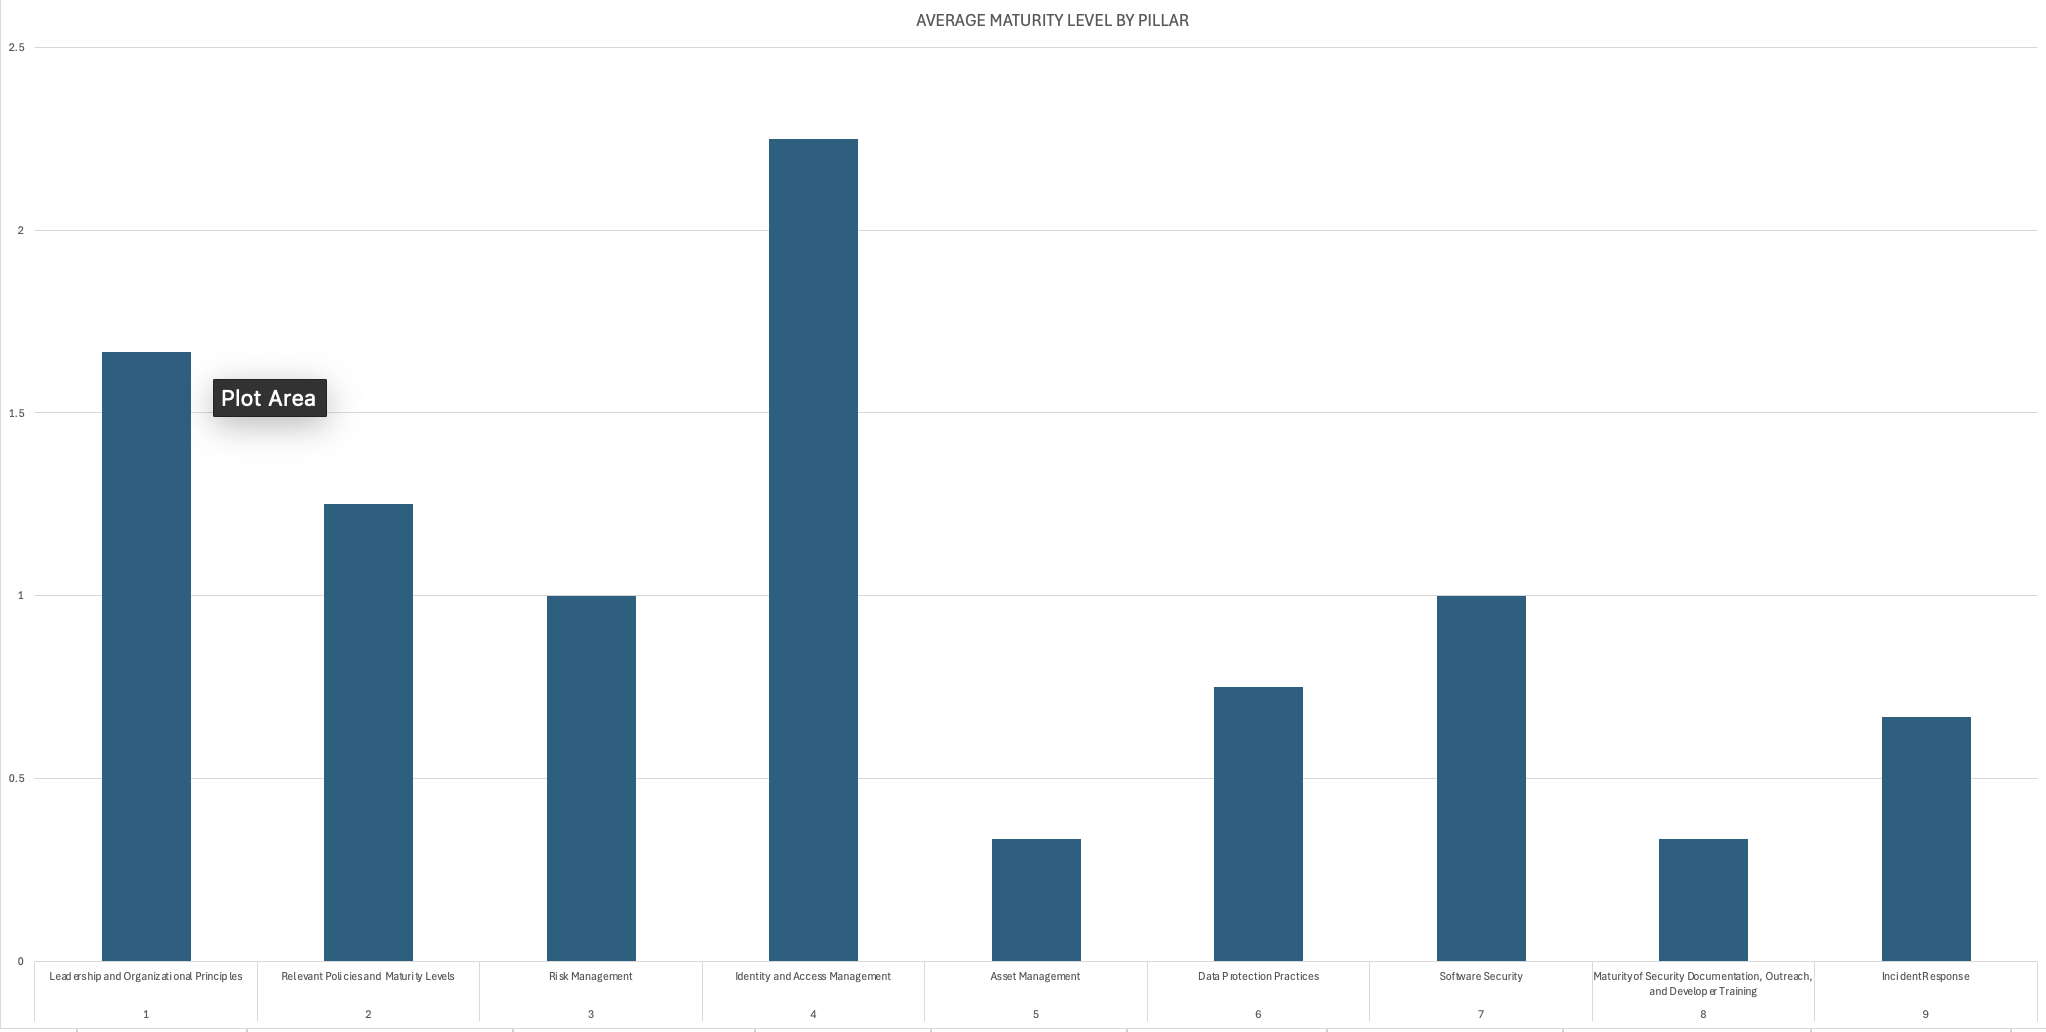 AVERAGE MATURITY LEVEL BY PILLAR
2.5
2
1.5
1
0.5
0
Plot Area
Leadership and Organizational Principles
Relevant Policies and Maturity Levels
Risk Management
Identity and Access Management
Asset Management
Data Protection Practices
Software Security
Maturity of Security Documentation, Outreach,
and Developer Training
Incident Response
1
2
3
4
5
6
7
8
9